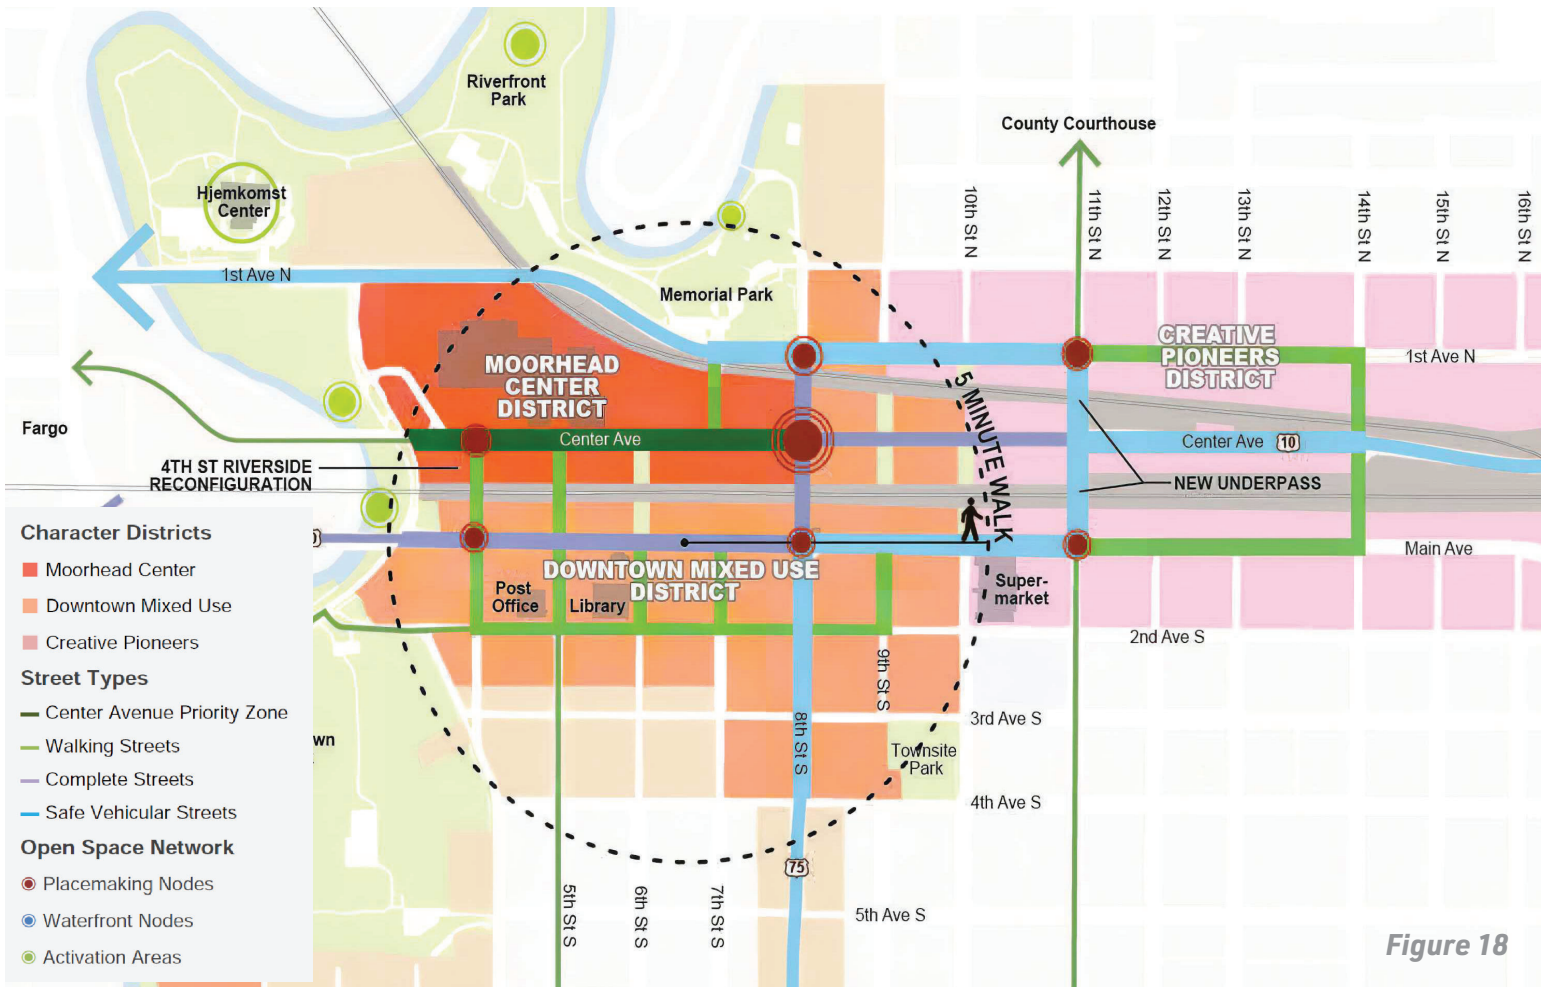 Riverfront
Park
County Courthouse
Hjemkomst
Center
10th St N
11th St N
12th St N
13th St N
14th St N
15th St N
16th St N
1st Ave N
Memorial Park
CREATIVE
PIONEERS
DISTRICT
1st Ave N
MOORHEAD
CENTER
DISTRICT
5 MINUTE WALK
Fargo
Center Ave
Center Ave
10
4TH ST RIVERSIDE
RECONFIGURATION
NEW UNDERPASS
Main Ave
DOWNTOWN MIXED USE
DISTRICT
Post
Office
Library
Super-
market
2nd Ave S
9th St S
8th St S
3rd Ave S
Townsite
Park
4th Ave S
75
5th St S
6th St S
7th St S
5th Ave S
Character Districts
Moorhead Center
Downtown Mixed Use
Creative Pioneers
Street Types
Center Avenue Priority Zone
Walking Streets
Complete Streets
Safe Vehicular Streets
Open Space Network
Placemaking Nodes
Waterfront Nodes
Activation Areas
wn
Figure 18